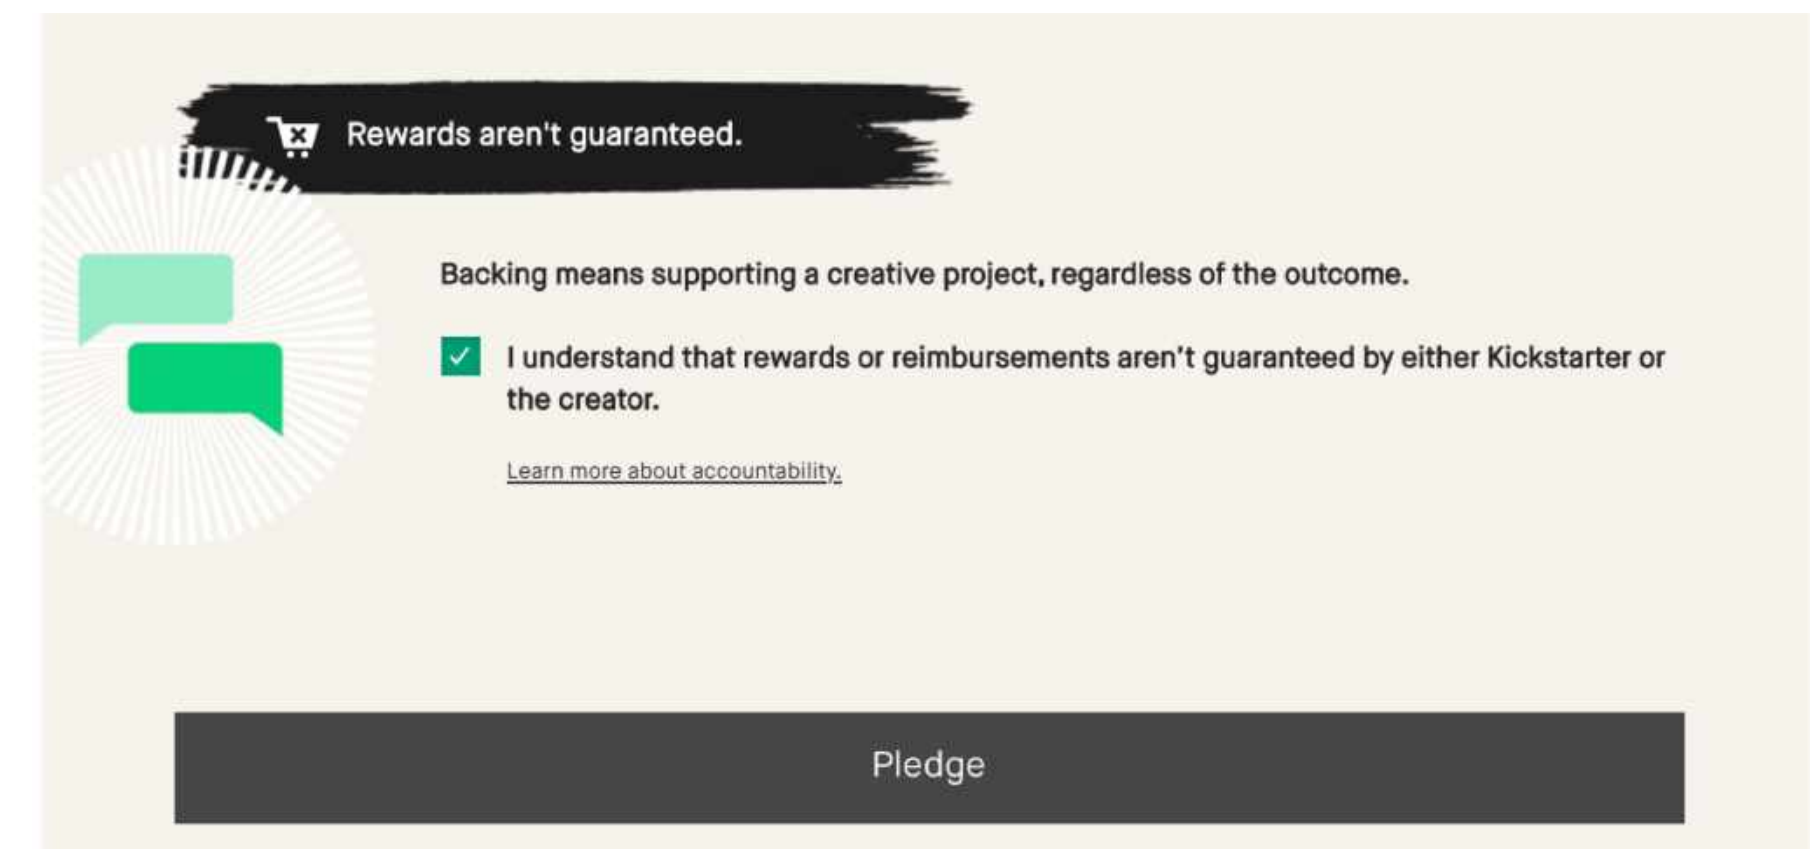 Rewards aren't guaranteed.
Backing means supporting a creative project, regardless of the outcome.
I understand that rewards or reimbursements aren't guaranteed by either Kickstarter or
the creator.
Learn more about accountability.
Pledge